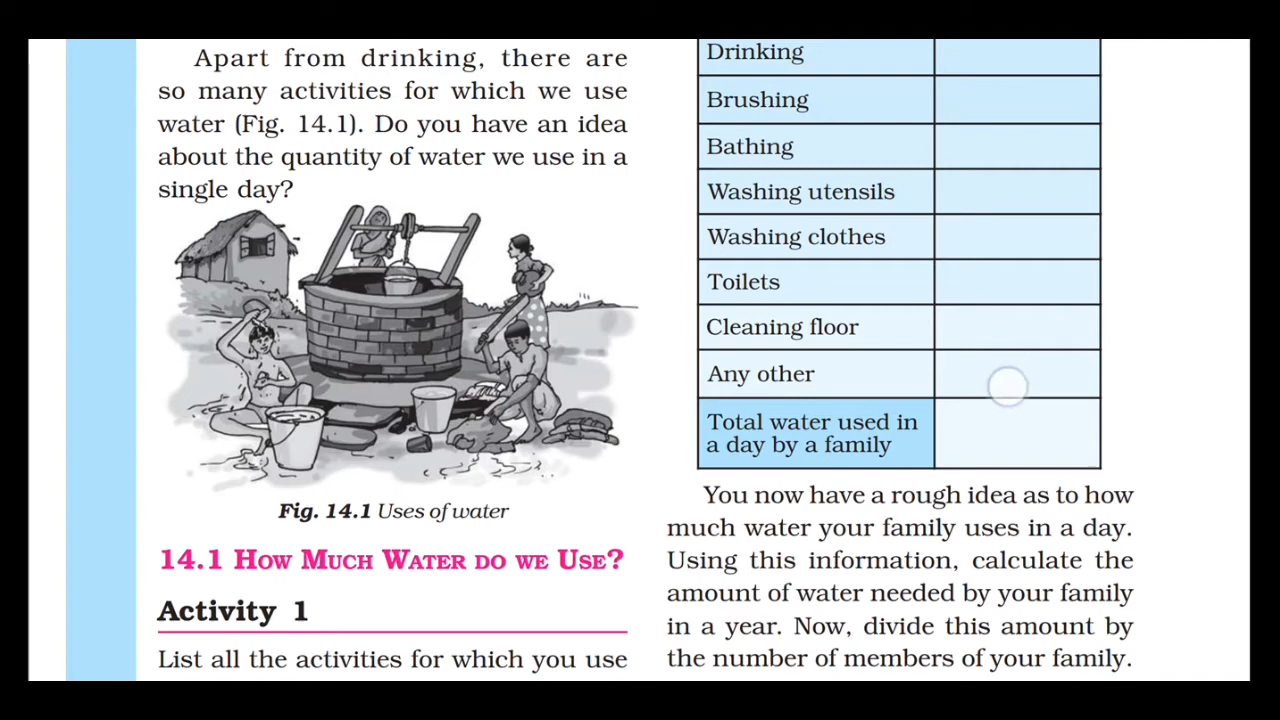 Apart from drinking, there are
so many activities for which we use
water (Fig. 14.1). Do you have an idea
about the quantity of water we use in a
single day?
Fig. 14.1 Uses of water
14.1 How Much Water do we Use?
Activity 1
List all the activities for which you use
Drinking
Brushing
Bathing
Washing utensils
Washing clothes
Toilets
Cleaning floor
Any other
Total water used in
a day by a family
You now have a rough idea as to how
much water your family uses in a day.
Using this information, calculate the
amount of water needed by your family
in a year. Now, divide this amount by
the number of members of your family.